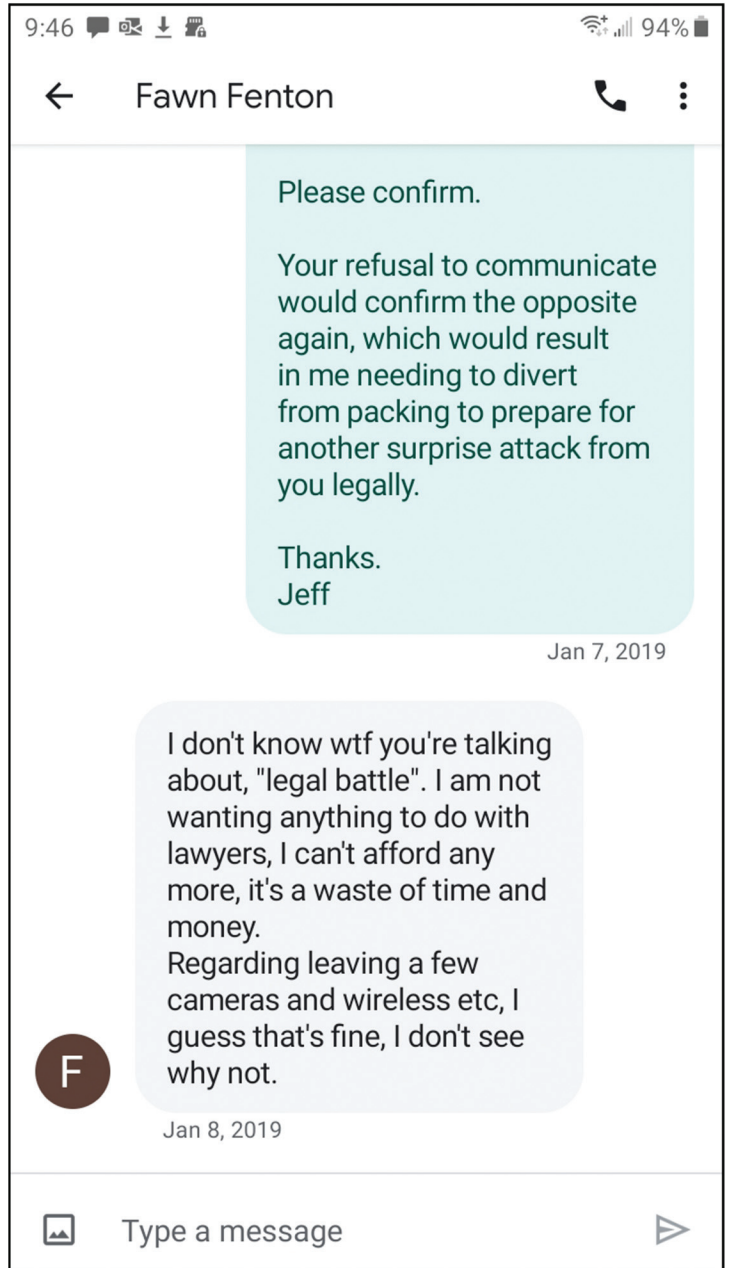 9:46 94%
Fawn Fenton
Please confirm.
Your refusal to communicate
would confirm the opposite
again, which would result
in me needing to divert
from packing to prepare for
another surprise attack from
you legally.
Thanks.
Jeff
Jan 7, 2019
I don't know wtf you're talking
about, "legal battle". I am not
wanting anything to do with
lawyers, I can't afford any
more, it's a waste of time and
money.
Regarding leaving a few
cameras and wireless etc, I
guess that's fine, I don't see
why not.
F
Jan 8, 2019
Type a message